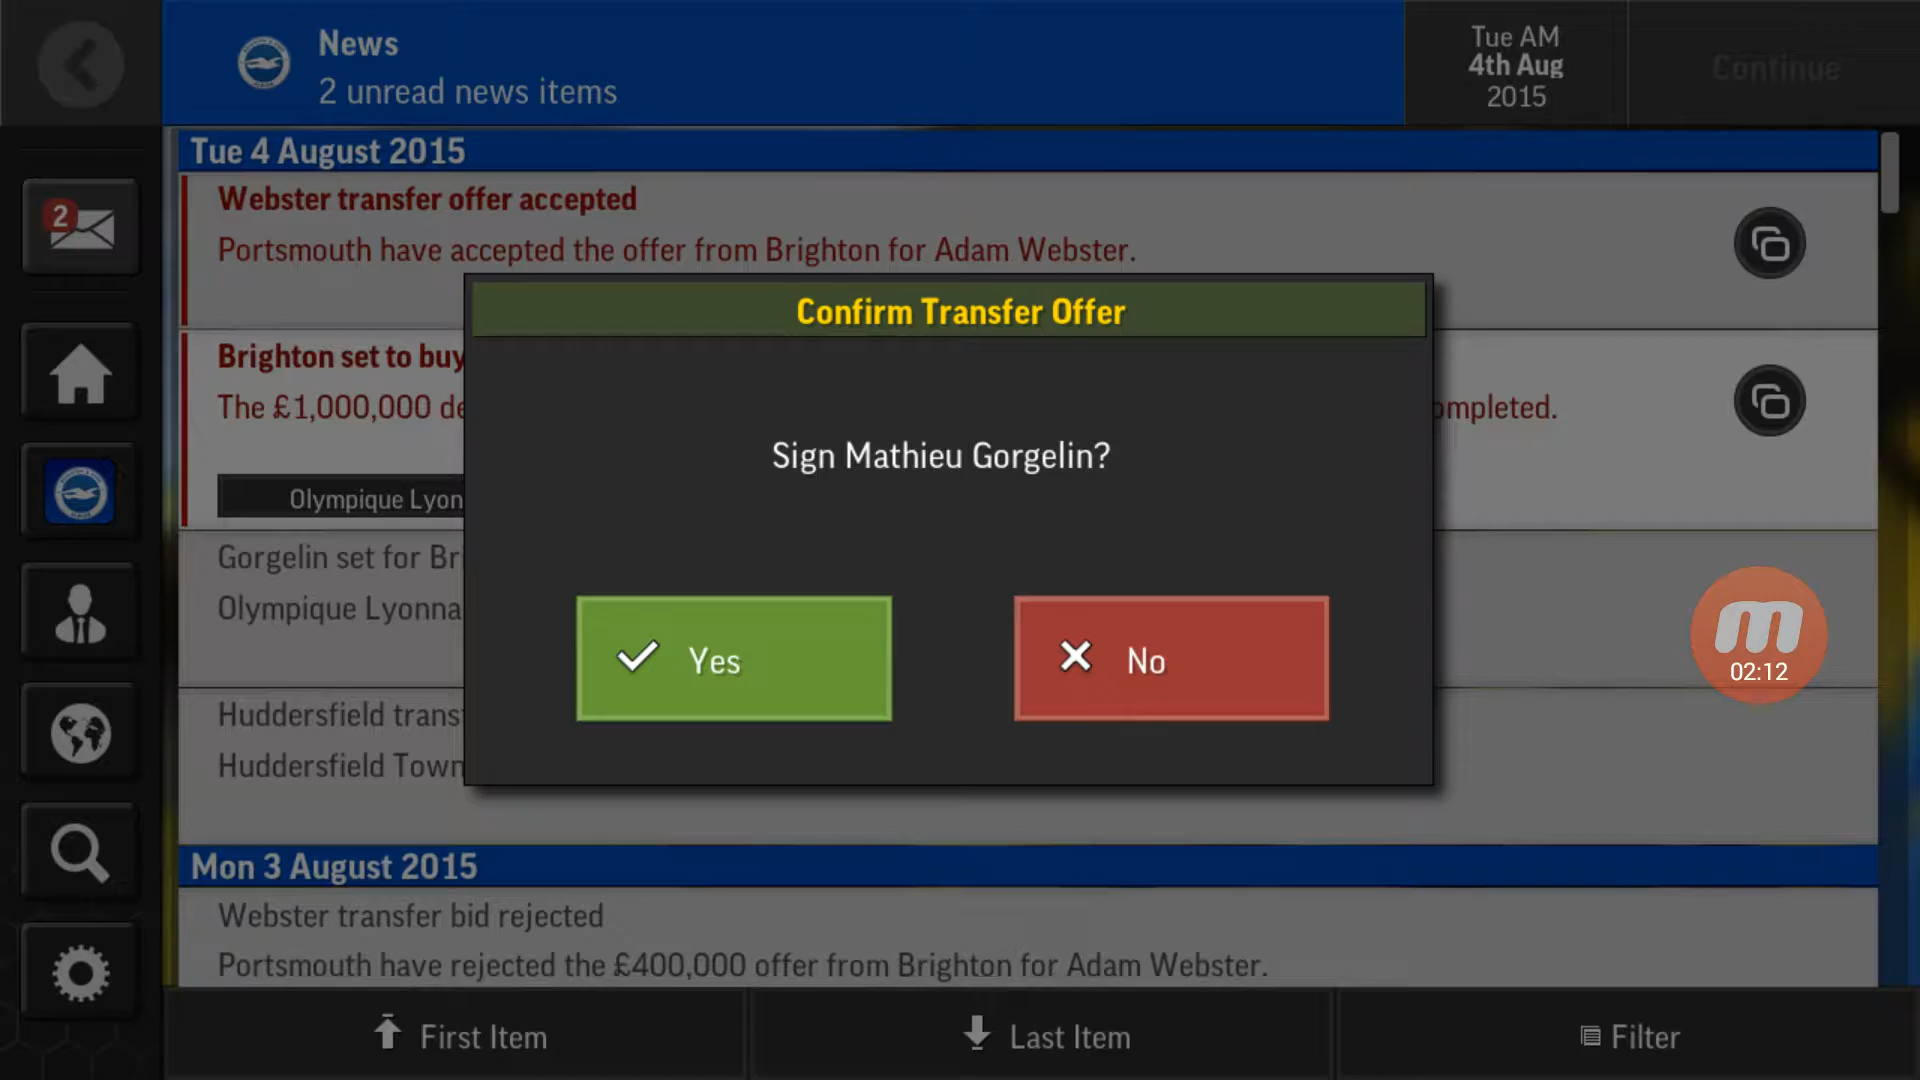 News
2 unread news items
Tue AM
4th Aug
2015
Continue
Tue 4 August 2015
2
Webster transfer offer accepted
Portsmouth have accepted the offer from Brighton for Adam Webster.
Confirm Transfer Offer
Brighton set to buy
The £1,000,000 de
ompleted.
Sign Mathieu Gorgelin?
Olympique Lyon
Gorgelin set for Bri
Olympique Lyonna
Yes
No
02:12
Huddersfield transf
Huddersfield Town
Mon 3 August 2015
Webster transfer bid rejected
Portsmouth have rejected the £400,000 offer from Brighton for Adam Webster.
First Item
Last Item
Filter